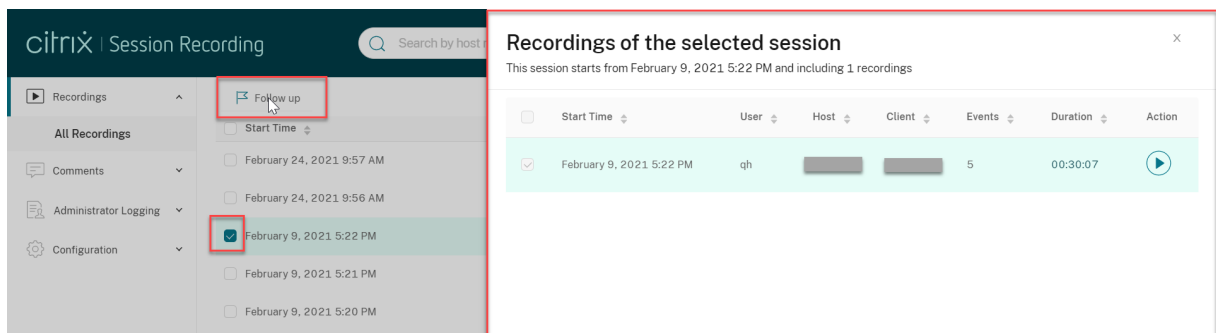 citrix | Session Recording
Search by host
Recordings
All Recordings
Comments
Administrator Logging
Configuration
Follow up
Start Time
February 24, 2021 9:57 AM
February 24, 2021 9:56 AM
February 9, 2021 5:22 PM
February 9, 2021 5:21 PM
February 9, 2021 5:20 PM
Recordings of the selected session
This session starts from February 9, 2021 5:22 PM and including 1 recordings
Start Time User Host Client Events Duration Action
February 9, 2021 5:22 PM qh 5 00:30:07